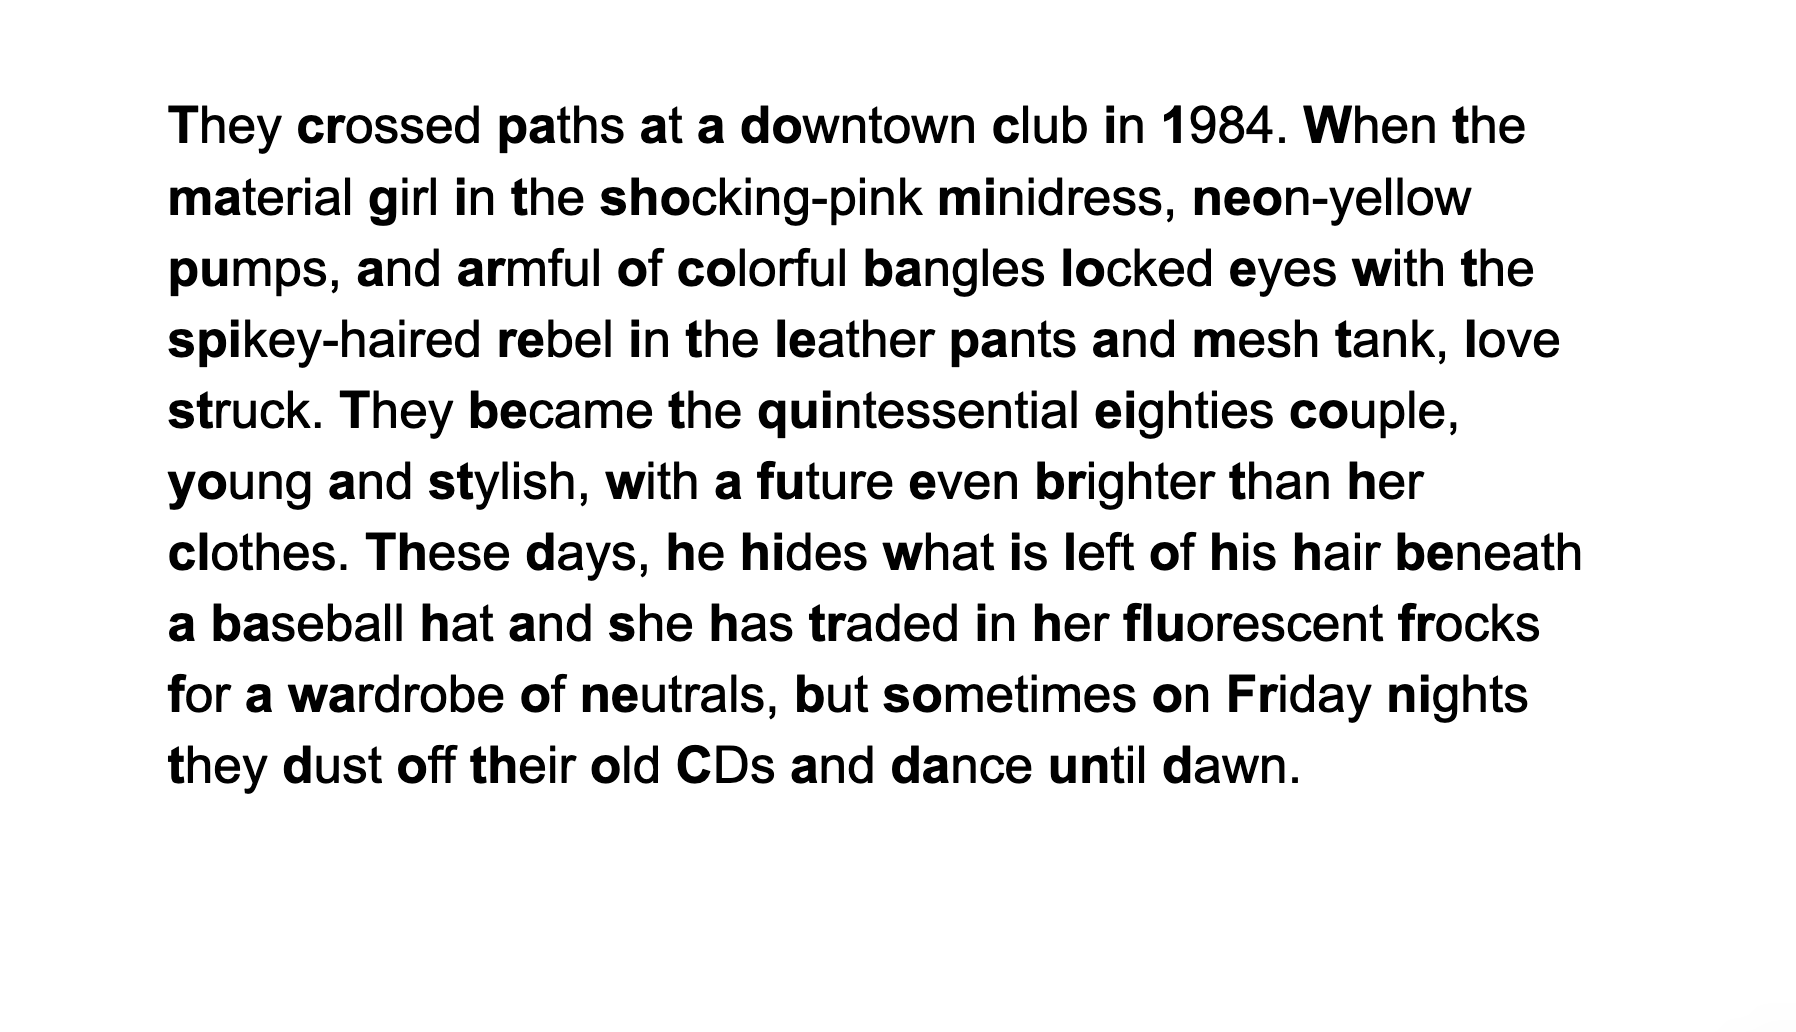 They crossed paths at a downtown club in 1984. When the
material girl in the shocking-pink minidress, neon-yellow
pumps, and armful of colorful bangles locked eyes with the
spikey-haired rebel in the leather pants and mesh tank, love
struck. They became the quintessential eighties couple,
young and stylish, with a future even brighter than her
clothes. These days, he hides what is left of his hair beneath
a baseball hat and she has traded in her fluorescent frocks
for a wardrobe of neutrals, but sometimes on Friday nights
they dust off their old CDs and dance until dawn.